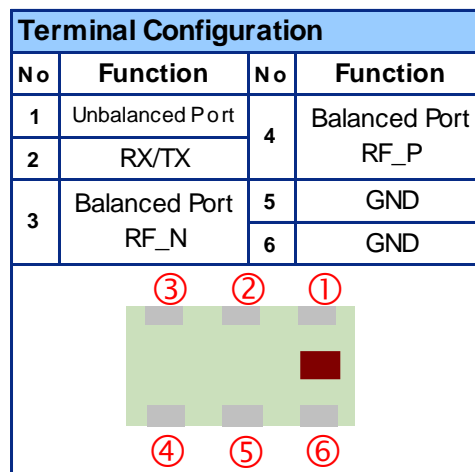 Terminal Configuration
No Function No Function
1 Unbalanced Port
2 RX/TX
3 Balanced Port
RF_N
4 Balanced Port
RF_P
5 GND
6 GND
③ ② ①
④ ⑤ ⑥